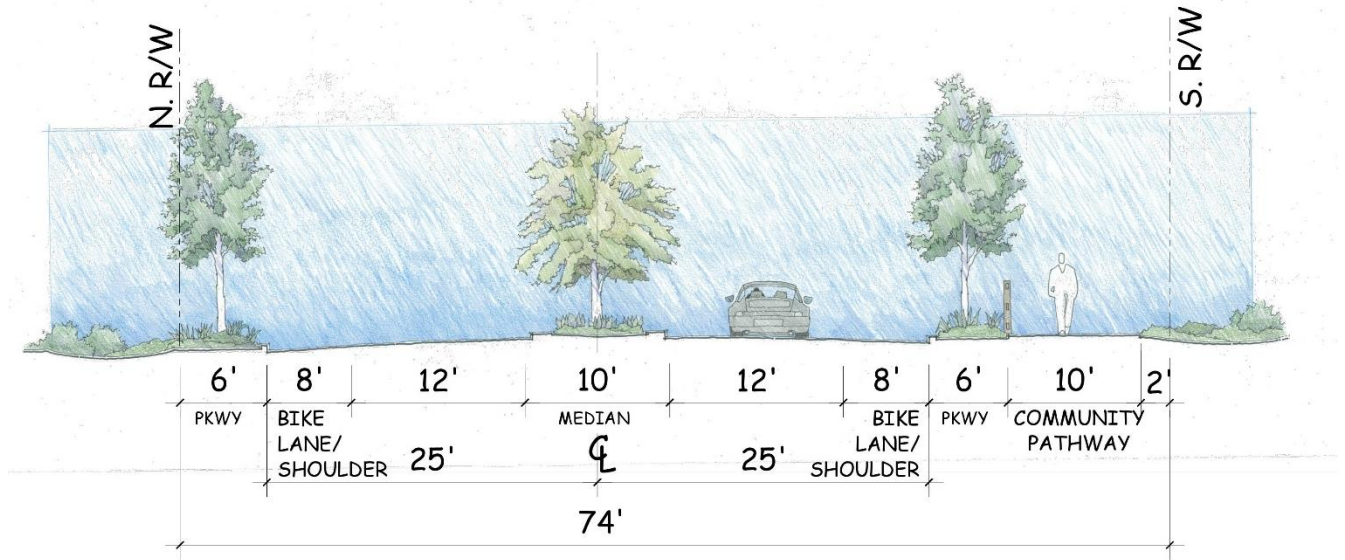 N. R/W
S. R/W
6' 8' 12' 10' 12' 8' 6' 10' 2'
PKWY
BIKE
LANE/
SHOULDER
MEDIAN
BIKE
LANE/
SHOULDER
PKWY
COMMUNITY
PATHWAY
25'
℄
25'
74'